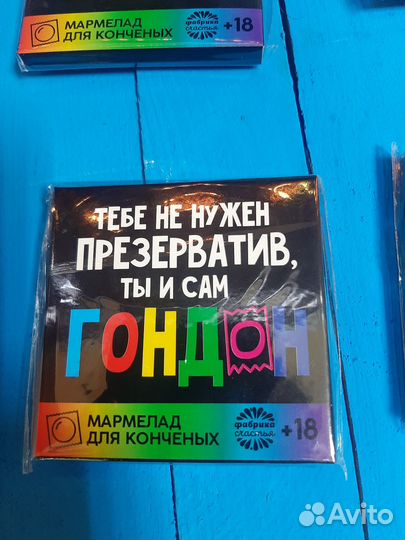 МАРМЕЛАД
ДЛЯ КОНЧЕНЫХ
фабрика
счастья
+18
ТЕБЕ НЕ НУЖЕН
ПРЕЗЕРВАТИВ,
ТЫ И САМ
ГОНДОН
МАРМЕЛАД
ДЛЯ КОНЧЕНЫХ
фабрика
счастья
+18
Avito